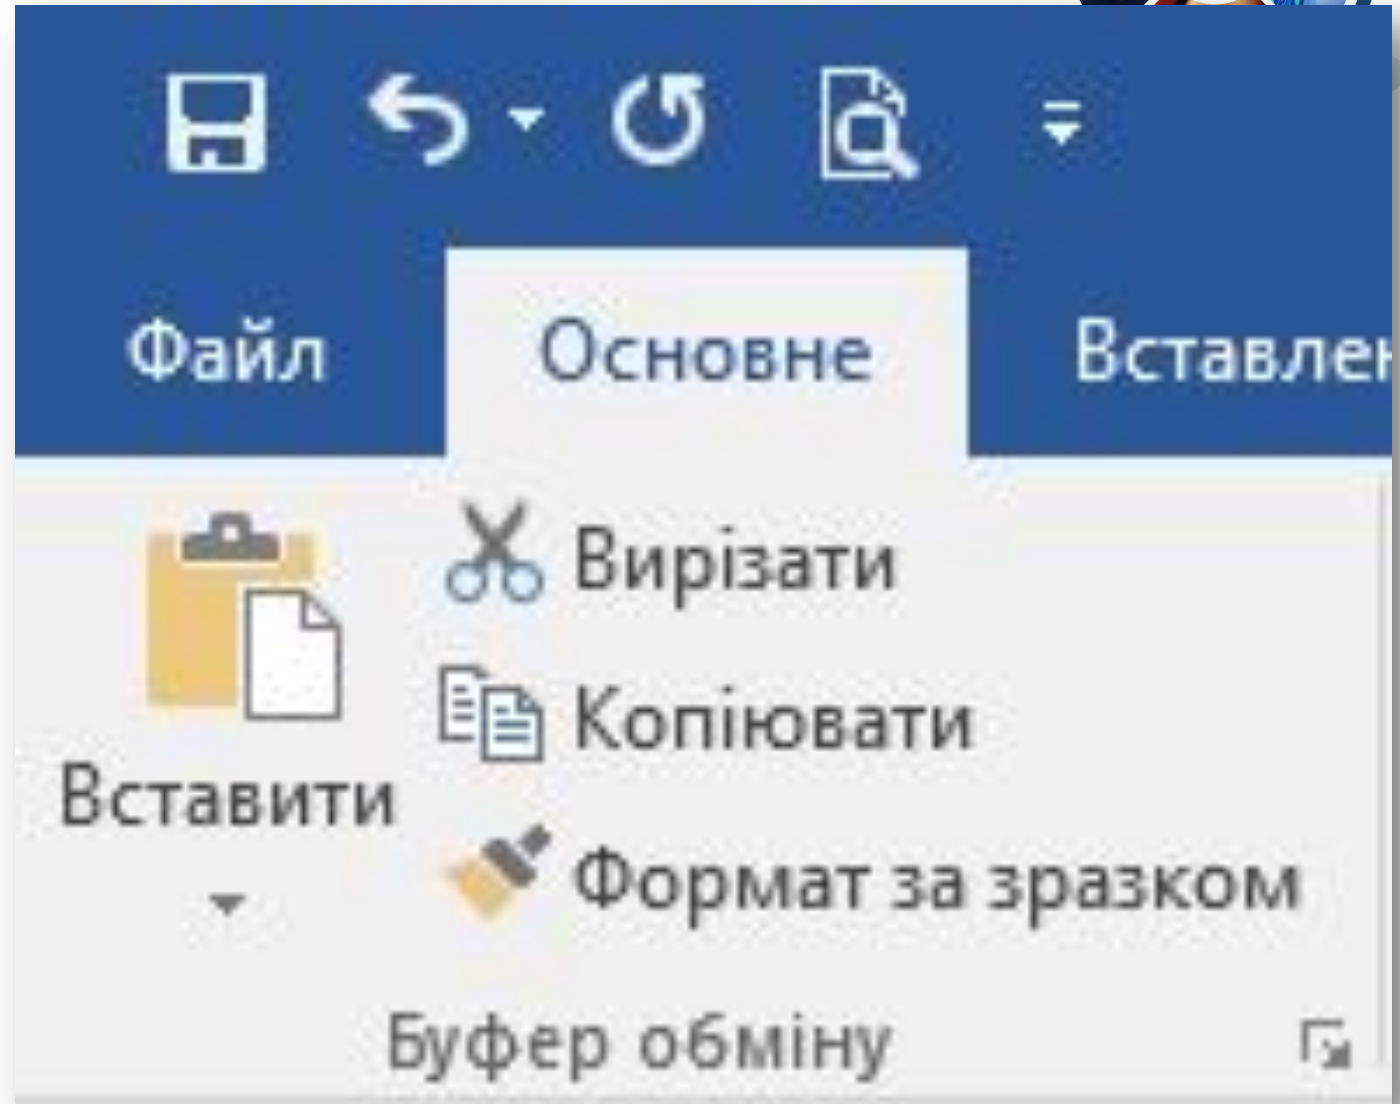 Файл Основне Вставлен
Вирізати
Копіювати
Вставити
Формат за зразком
Буфер обміну